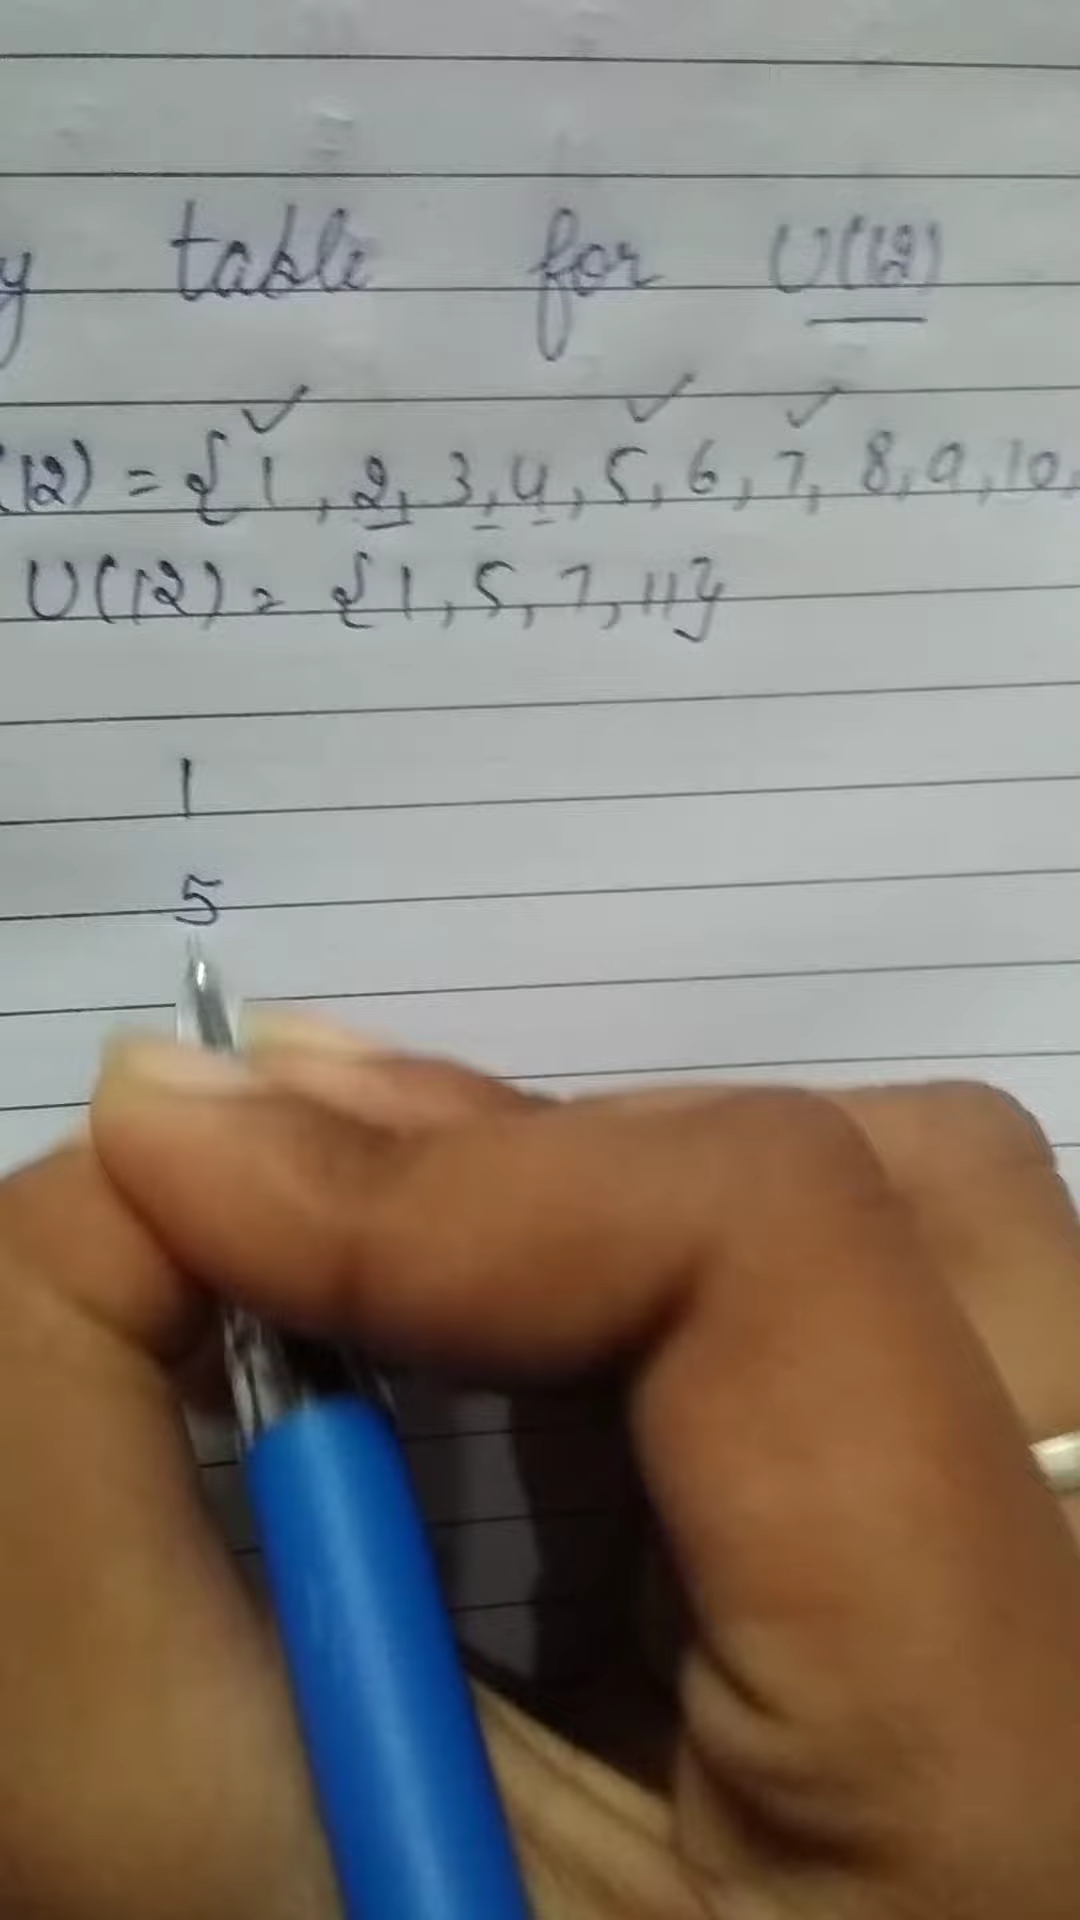 y table for U(12)
(12) = { 1, 2, 3, 4, 5, 6, 7, 8, 9, 10,
U(12) = { 1, 5, 7, 11}
1
5